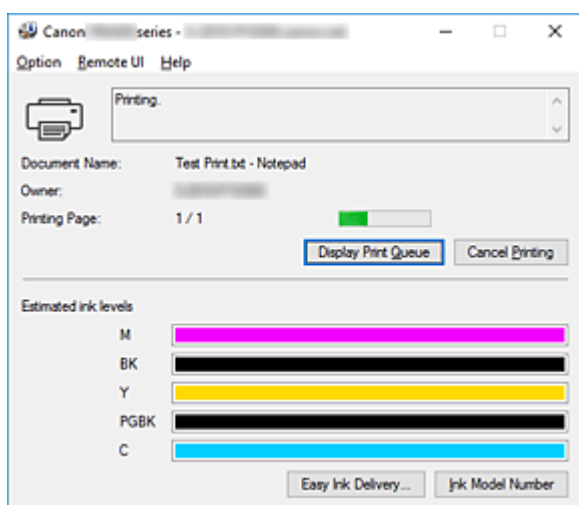 Canon series -
Option Remote UI Help
Printing.
Document Name: Test Print.txt - Notepad
Owner:
Printing Page: 1 / 1
Display Print Queue Cancel Printing
Estimated ink levels
M
BK
Y
PGBK
C
Easy Ink Delivery... Ink Model Number